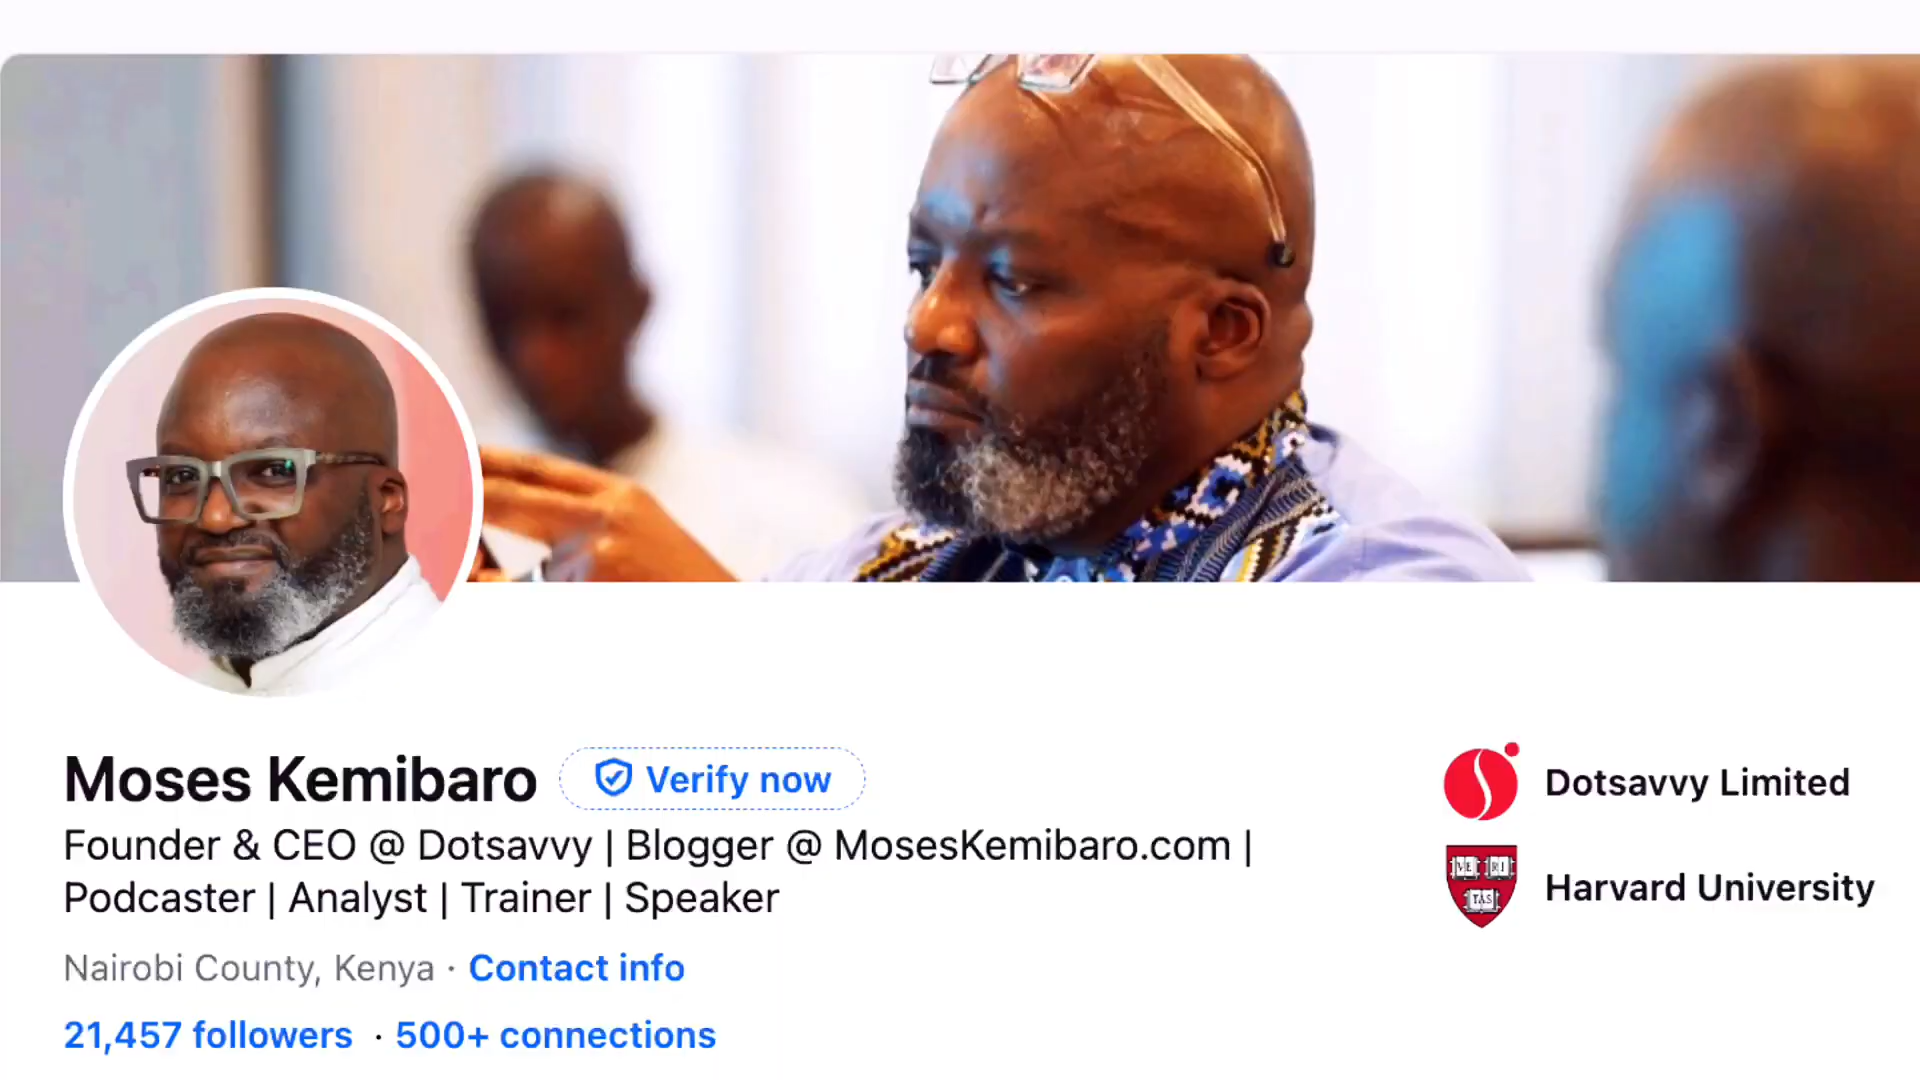 Moses Kemibaro Verify now
Founder & CEO @ Dotsavvy | Blogger @ MosesKemibaro.com |
Podcaster | Analyst | Trainer | Speaker
Nairobi County, Kenya · Contact info
21,457 followers · 500+ connections
Dotsavvy Limited
VE RI
TAS
Harvard University